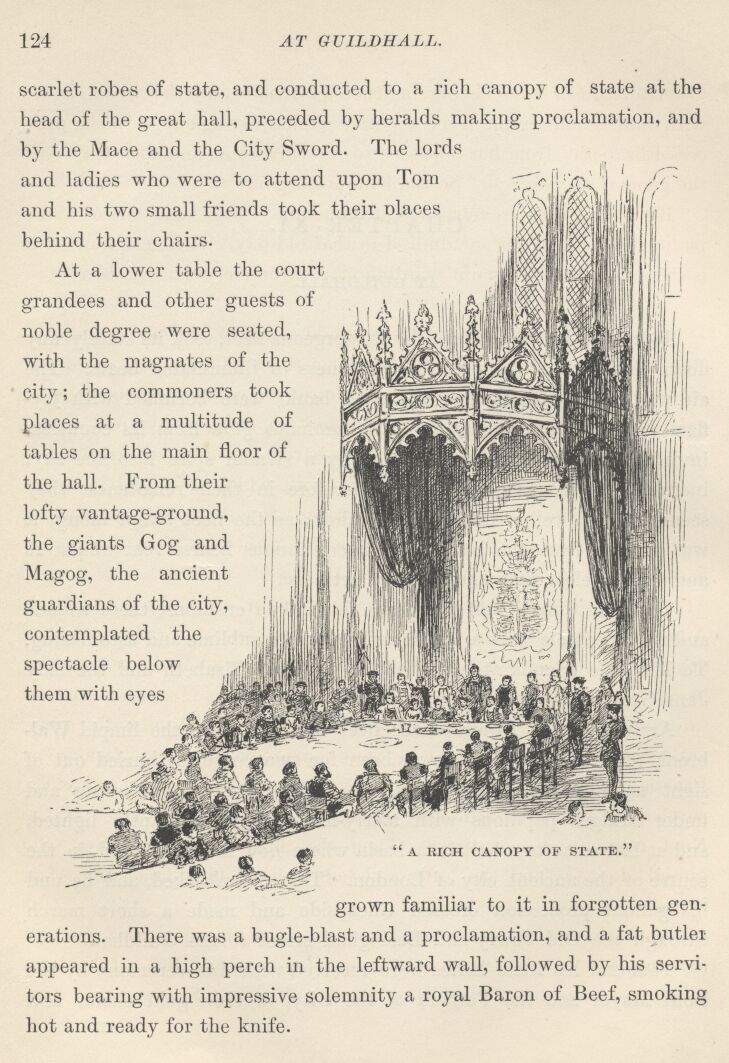 124
AT GUILDHALL.
scarlet robes of state, and conducted to a rich canopy of state at the
head of the great hall, preceded by heralds making proclamation, and
by the Mace and the City Sword. The lords
and ladies who were to attend upon Tom
and his two small friends took their places
behind their chairs.
At a lower table the court
grandees and other guests of
noble degree were seated,
with the magnates of the
city; the commoners took
places at a multitude of
tables on the main floor of
the hall. From their
lofty vantage-ground,
the giants Gog and
Magog, the ancient
guardians of the city,
contemplated the
spectacle below
them with eyes
"A RICH CANOPY OF STATE."
grown familiar to it in forgotten gen-
erations. There was a bugle-blast and a proclamation, and a fat butler
appeared in a high perch in the leftward wall, followed by his servi-
tors bearing with impressive solemnity a royal Baron of Beef, smoking
hot and ready for the knife.